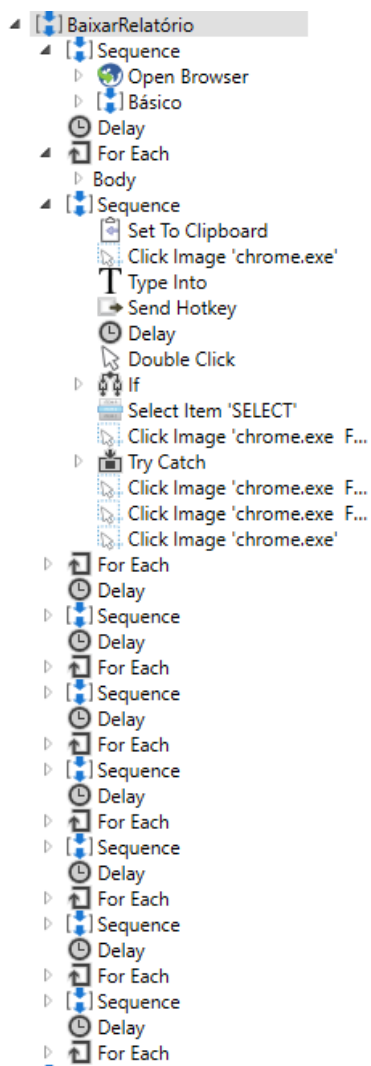 BaixarRelatório
Sequence
Open Browser
Básico
Delay
For Each
Body
Sequence
Set To Clipboard
Click Image 'chrome.exe'
Type Into
Send Hotkey
Delay
Double Click
If
Select Item 'SELECT'
Click Image 'chrome.exe F...
Try Catch
Click Image 'chrome.exe F...
Click Image 'chrome.exe F...
Click Image 'chrome.exe'
For Each
Delay
Sequence
Delay
For Each
Sequence
Delay
For Each
Sequence
Delay
For Each
Sequence
Delay
For Each
Sequence
Delay
For Each
Sequence
Delay
For Each